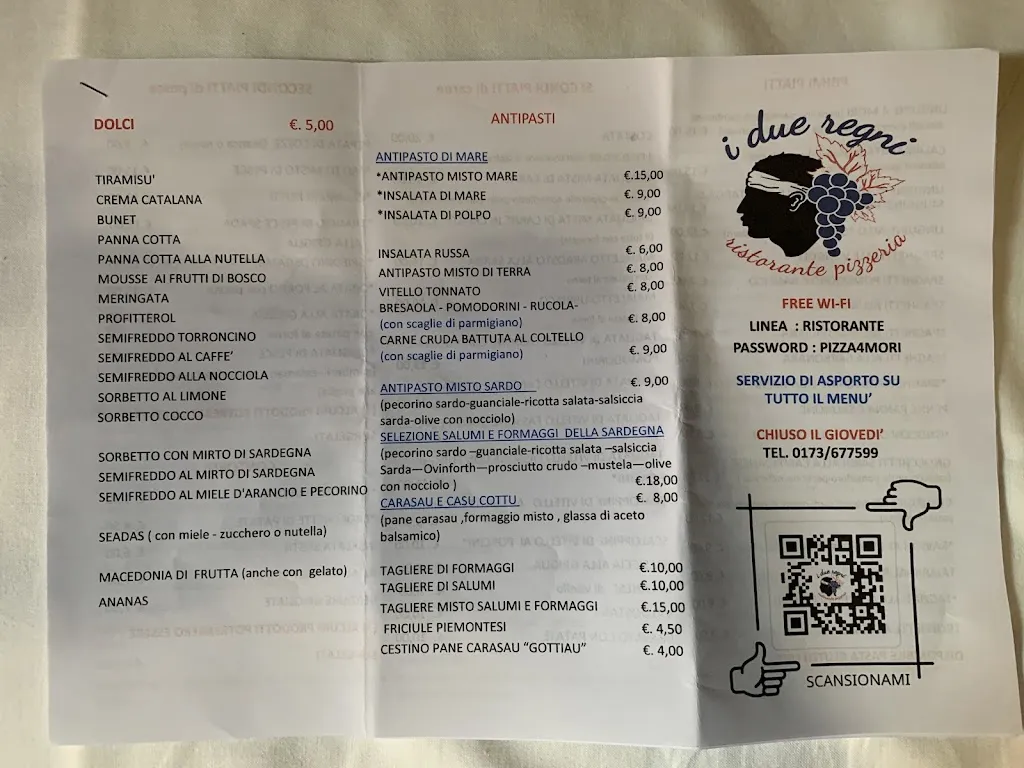 DOLCI €. 5,00
TIRAMISU'
CREMA CATALANA
BUNET
PANNA COTTA
PANNA COTTA ALLA NUTELLA
MOUSSE AI FRUTTI DI BOSCO
MERINGATA
PROFITTEROL
SEMIFREDDO TORRONCINO
SEMIFREDDO AL CAFFE'
SEMIFREDDO ALLA NOCCIOLA
SORBETTO AL LIMONE
SORBETTO COCCO
SORBETTO CON MIRTO DI SARDEGNA
SEMIFREDDO AL MIRTO DI SARDEGNA
SEMIFREDDO AL MIELE D'ARANCIO E PECORINO
SEADAS ( con miele - zucchero o nutella)
MACEDONIA DI FRUTTA (anche con gelato)
ANANAS
ANTIPASTI
ANTIPASTO DI MARE
*ANTIPASTO MISTO MARE €.15,00
*INSALATA DI MARE €. 9,00
*INSALATA DI POLPO €. 9,00
INSALATA RUSSA €. 6,00
ANTIPASTO MISTO DI TERRA €. 8,00
VITELLO TONNATO €. 8,00
BRESAOLA - POMODORINI - RUCOLA-
(con scaglie di parmigiano) €. 8,00
CARNE CRUDA BATTUTA AL COLTELLO
(con scaglie di parmigiano) €. 9,00
ANTIPASTO MISTO SARDO €. 9,00
(pecorino sardo-guanciale-ricotta salata-salsiccia
sarda-olive con nocciolo)
SELEZIONE SALUMI E FORMAGGI DELLA SARDEGNA
(pecorino sardo –guanciale-ricotta salata –salsiccia
Sarda—Ovinforth—prosciutto crudo –mustela—olive
con nocciolo ) €.18,00
CARASAU E CASU COTTU €. 8,00
(pane carasau ,formaggio misto , glassa di aceto
balsamico)
TAGLIERE DI FORMAGGI €.10,00
TAGLIERE DI SALUMI €.10,00
TAGLIERE MISTO SALUMI E FORMAGGI €.15,00
FRICIULE PIEMONTESI €. 4,50
CESTINO PANE CARASAU “GOTTIAU” €. 4,00
i due regni
ristorante pizzeria
FREE WI-FI
LINEA : RISTORANTE
PASSWORD : PIZZA4MORI
SERVIZIO DI ASPORTO SU
TUTTO IL MENU'
CHIUSO IL GIOVEDI'
TEL. 0173/677599
i due regni
SCANSIONAMI